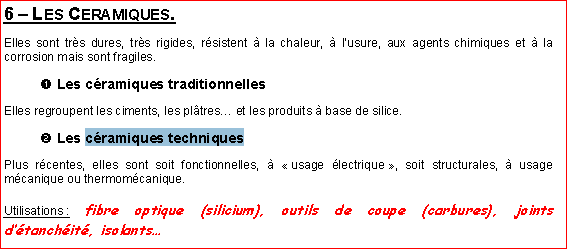 6 – LES CERAMIQUES.
Elles sont très dures, très rigides, résistent à la chaleur, à l'usure, aux agents chimiques et à la
corrosion mais sont fragiles.
❶ Les céramiques traditionnelles
Elles regroupent les ciments, les plâtres... et les produits à base de silice.
❷ Les céramiques techniques
Plus récentes, elles sont soit fonctionnelles, à « usage électrique », soit structurales, à usage
mécanique ou thermomécanique.
Utilisations : fibre optique (silicium), outils de coupe (carbures), joints
d'étanchéité, isolants...